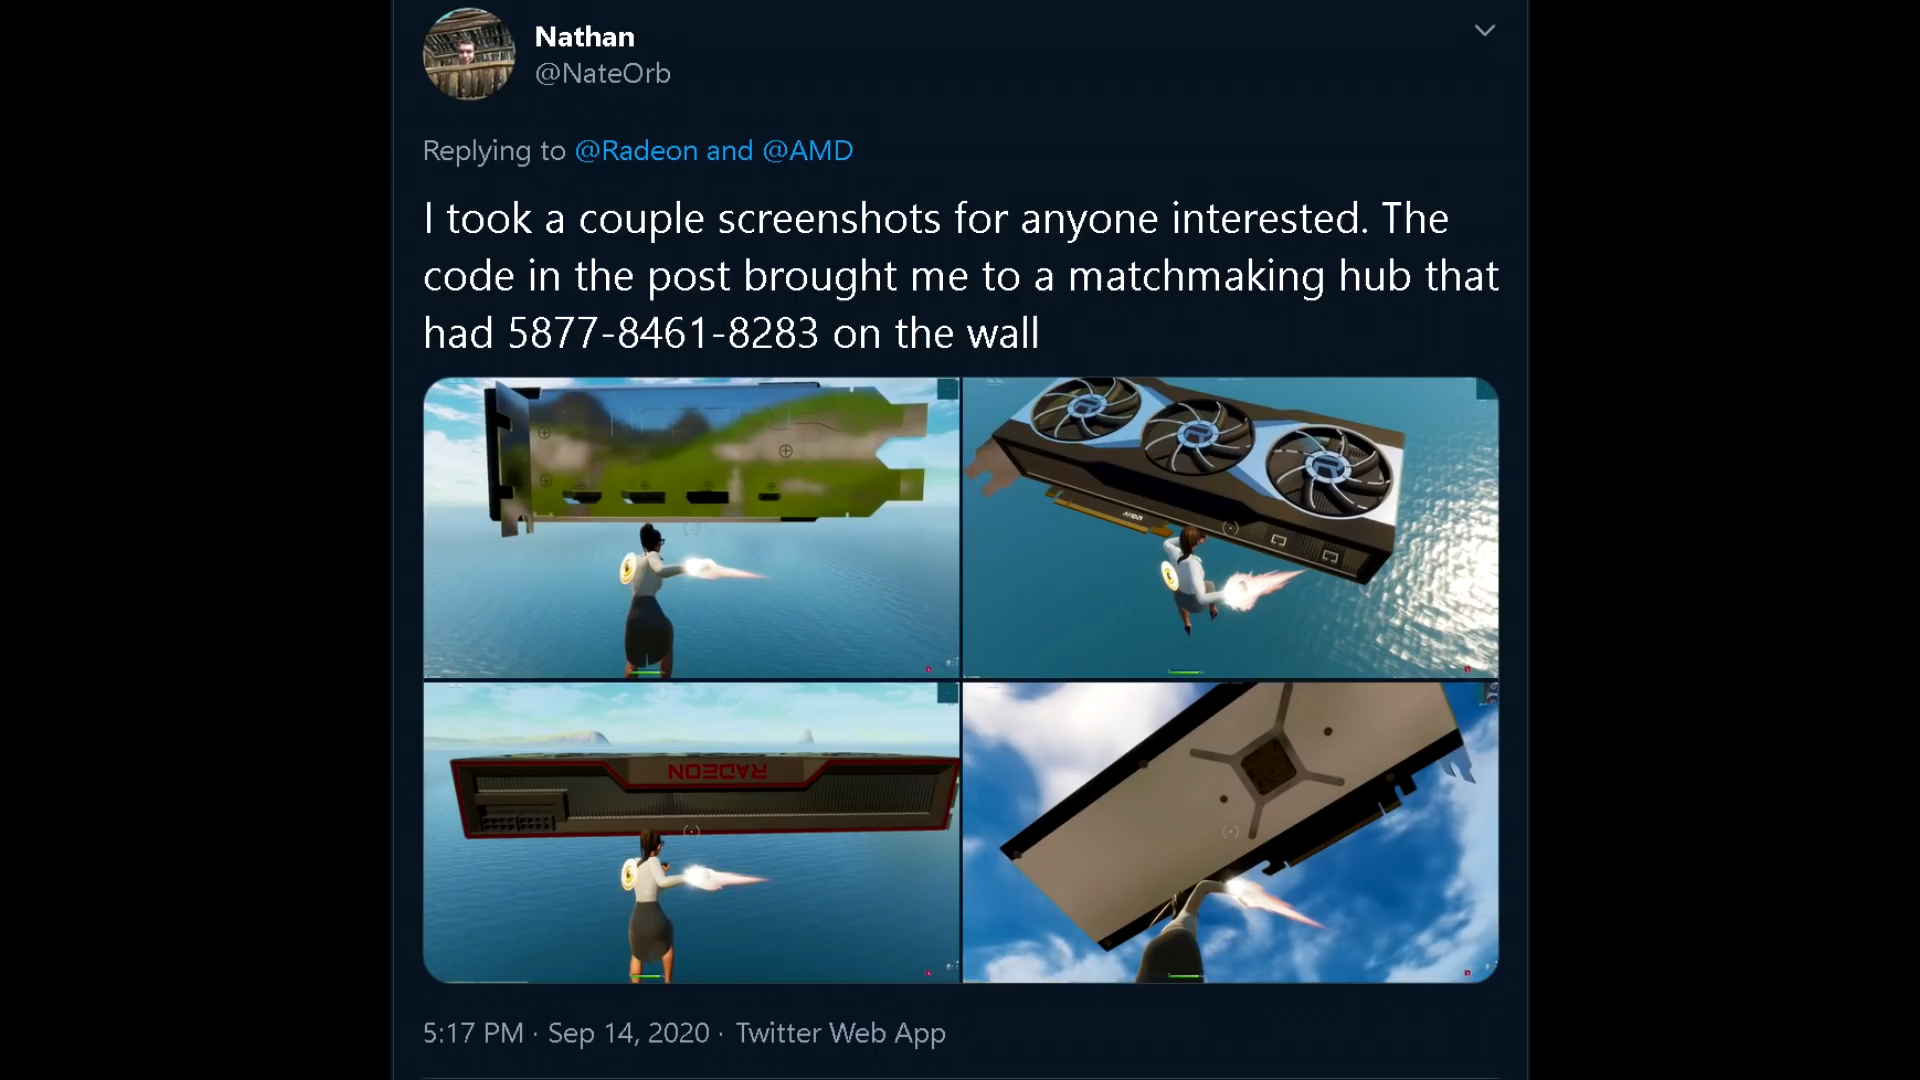 Nathan
@NateOrb
Replying to @Radeon and @AMD
I took a couple screenshots for anyone interested. The
code in the post brought me to a matchmaking hub that
had 5877-8461-8283 on the wall
AMD
RADEON
5:17 PM · Sep 14, 2020 · Twitter Web App